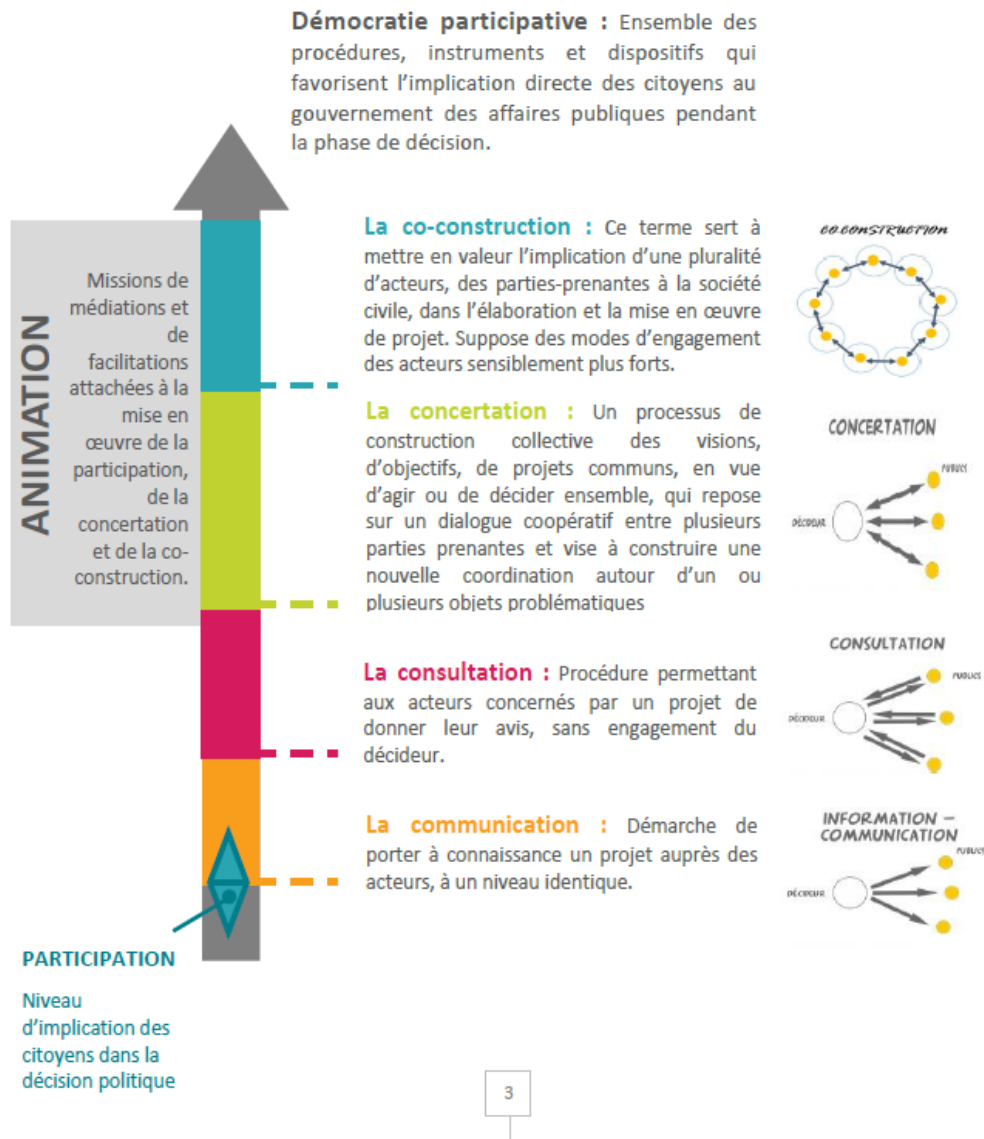 Démocratie participative : Ensemble des
procédures, instruments et dispositifs qui
favorisent l'implication directe des citoyens au
gouvernement des affaires publiques pendant
la phase de décision.
ANIMATION
Missions de
médiations et
de
facilitations
attachées à la
mise en
œuvre de la
participation,
de la
concertation
et de la co-
construction.
La co-construction : Ce terme sert à
mettre en valeur l'implication d'une pluralité
d'acteurs, des parties-prenantes à la société
civile, dans l'élaboration et la mise en œuvre
de projet. Suppose des modes d'engagement
des acteurs sensiblement plus forts.
CO.CONSTRUCTION
La concertation : Un processus de
construction collective des visions,
d'objectifs, de projets communs, en vue
d'agir ou de décider ensemble, qui repose
sur un dialogue coopératif entre plusieurs
parties prenantes et vise à construire une
nouvelle coordination autour d'un ou
plusieurs objets problématiques
CONCERTATION
PUBLICS
DÉCIDEUR
La consultation : Procédure permettant
aux acteurs concernés par un projet de
donner leur avis, sans engagement du
décideur.
CONSULTATION
PUBLICS
DÉCIDEUR
La communication : Démarche de
porter à connaissance un projet auprès des
acteurs, à un niveau identique.
INFORMATION –
COMMUNICATION
PUBLICS
DÉCIDEUR
PARTICIPATION
Niveau
d'implication des
citoyens dans la
décision politique
3